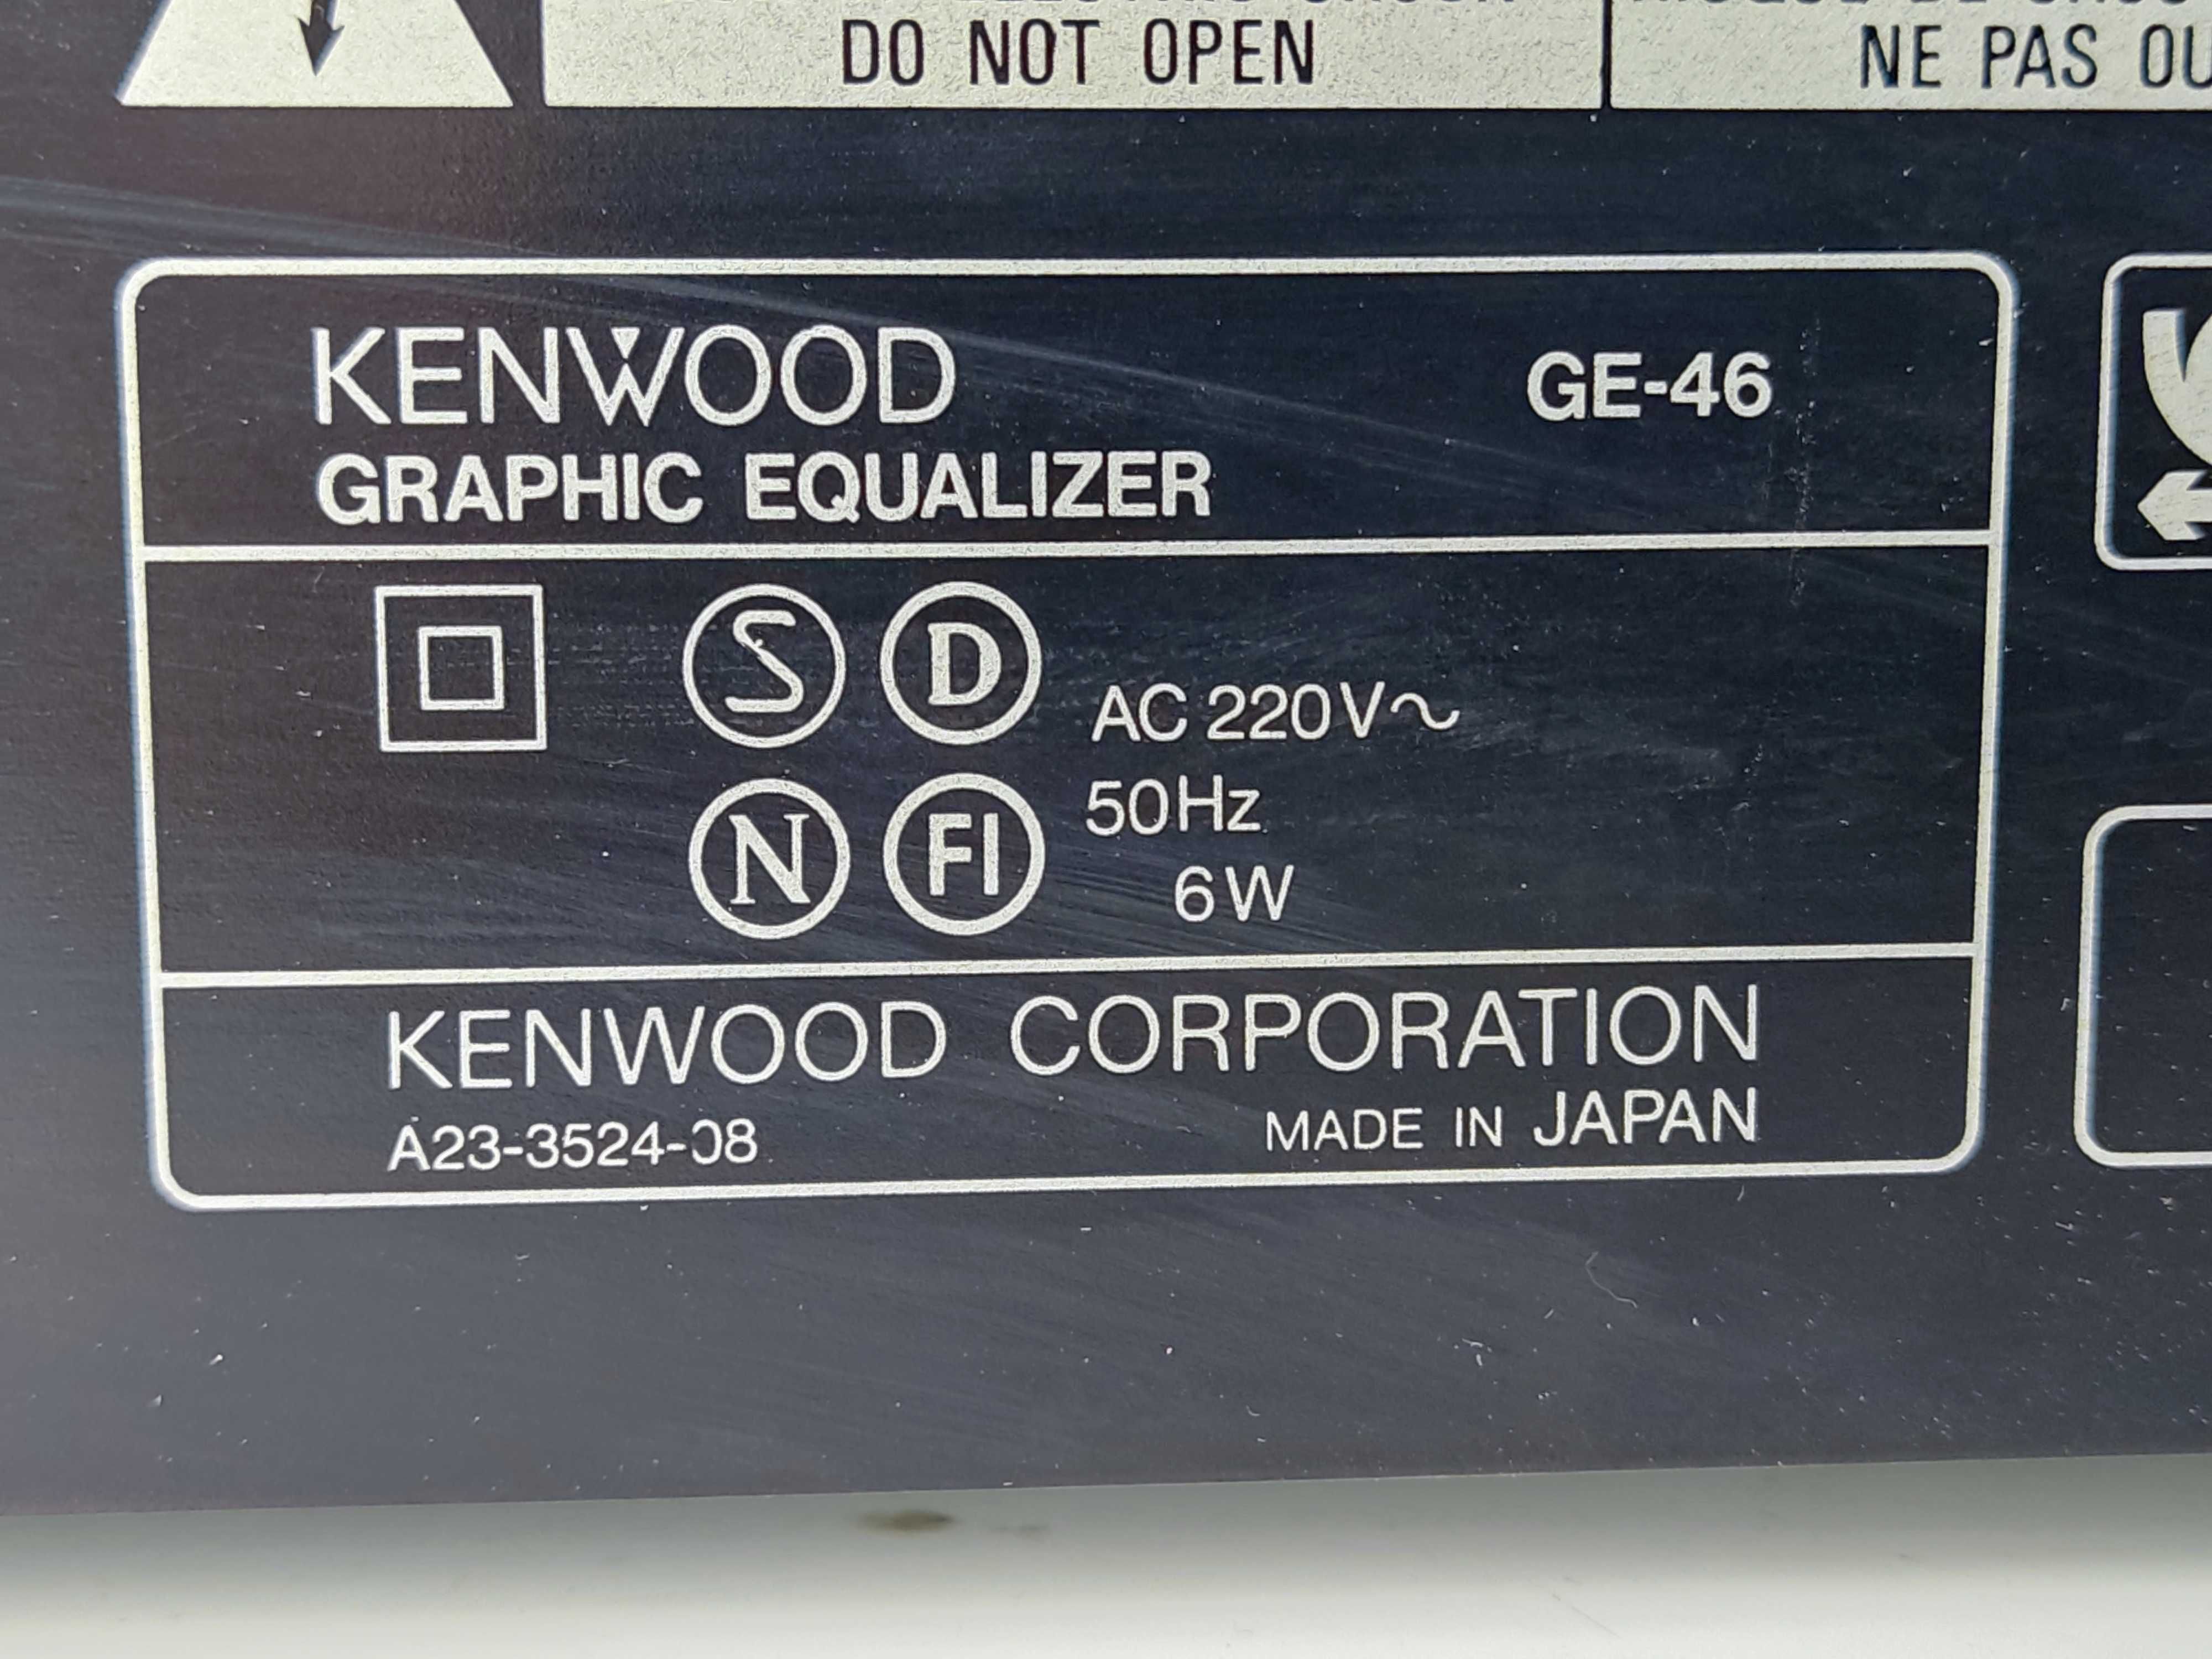 DO NOT OPEN
NE PAS OU
KENWOOD GE-46
GRAPHIC EQUALIZER
S D
AC 220V~
N FI
50Hz
6W
KENWOOD CORPORATION
A23-3524-08 MADE IN JAPAN